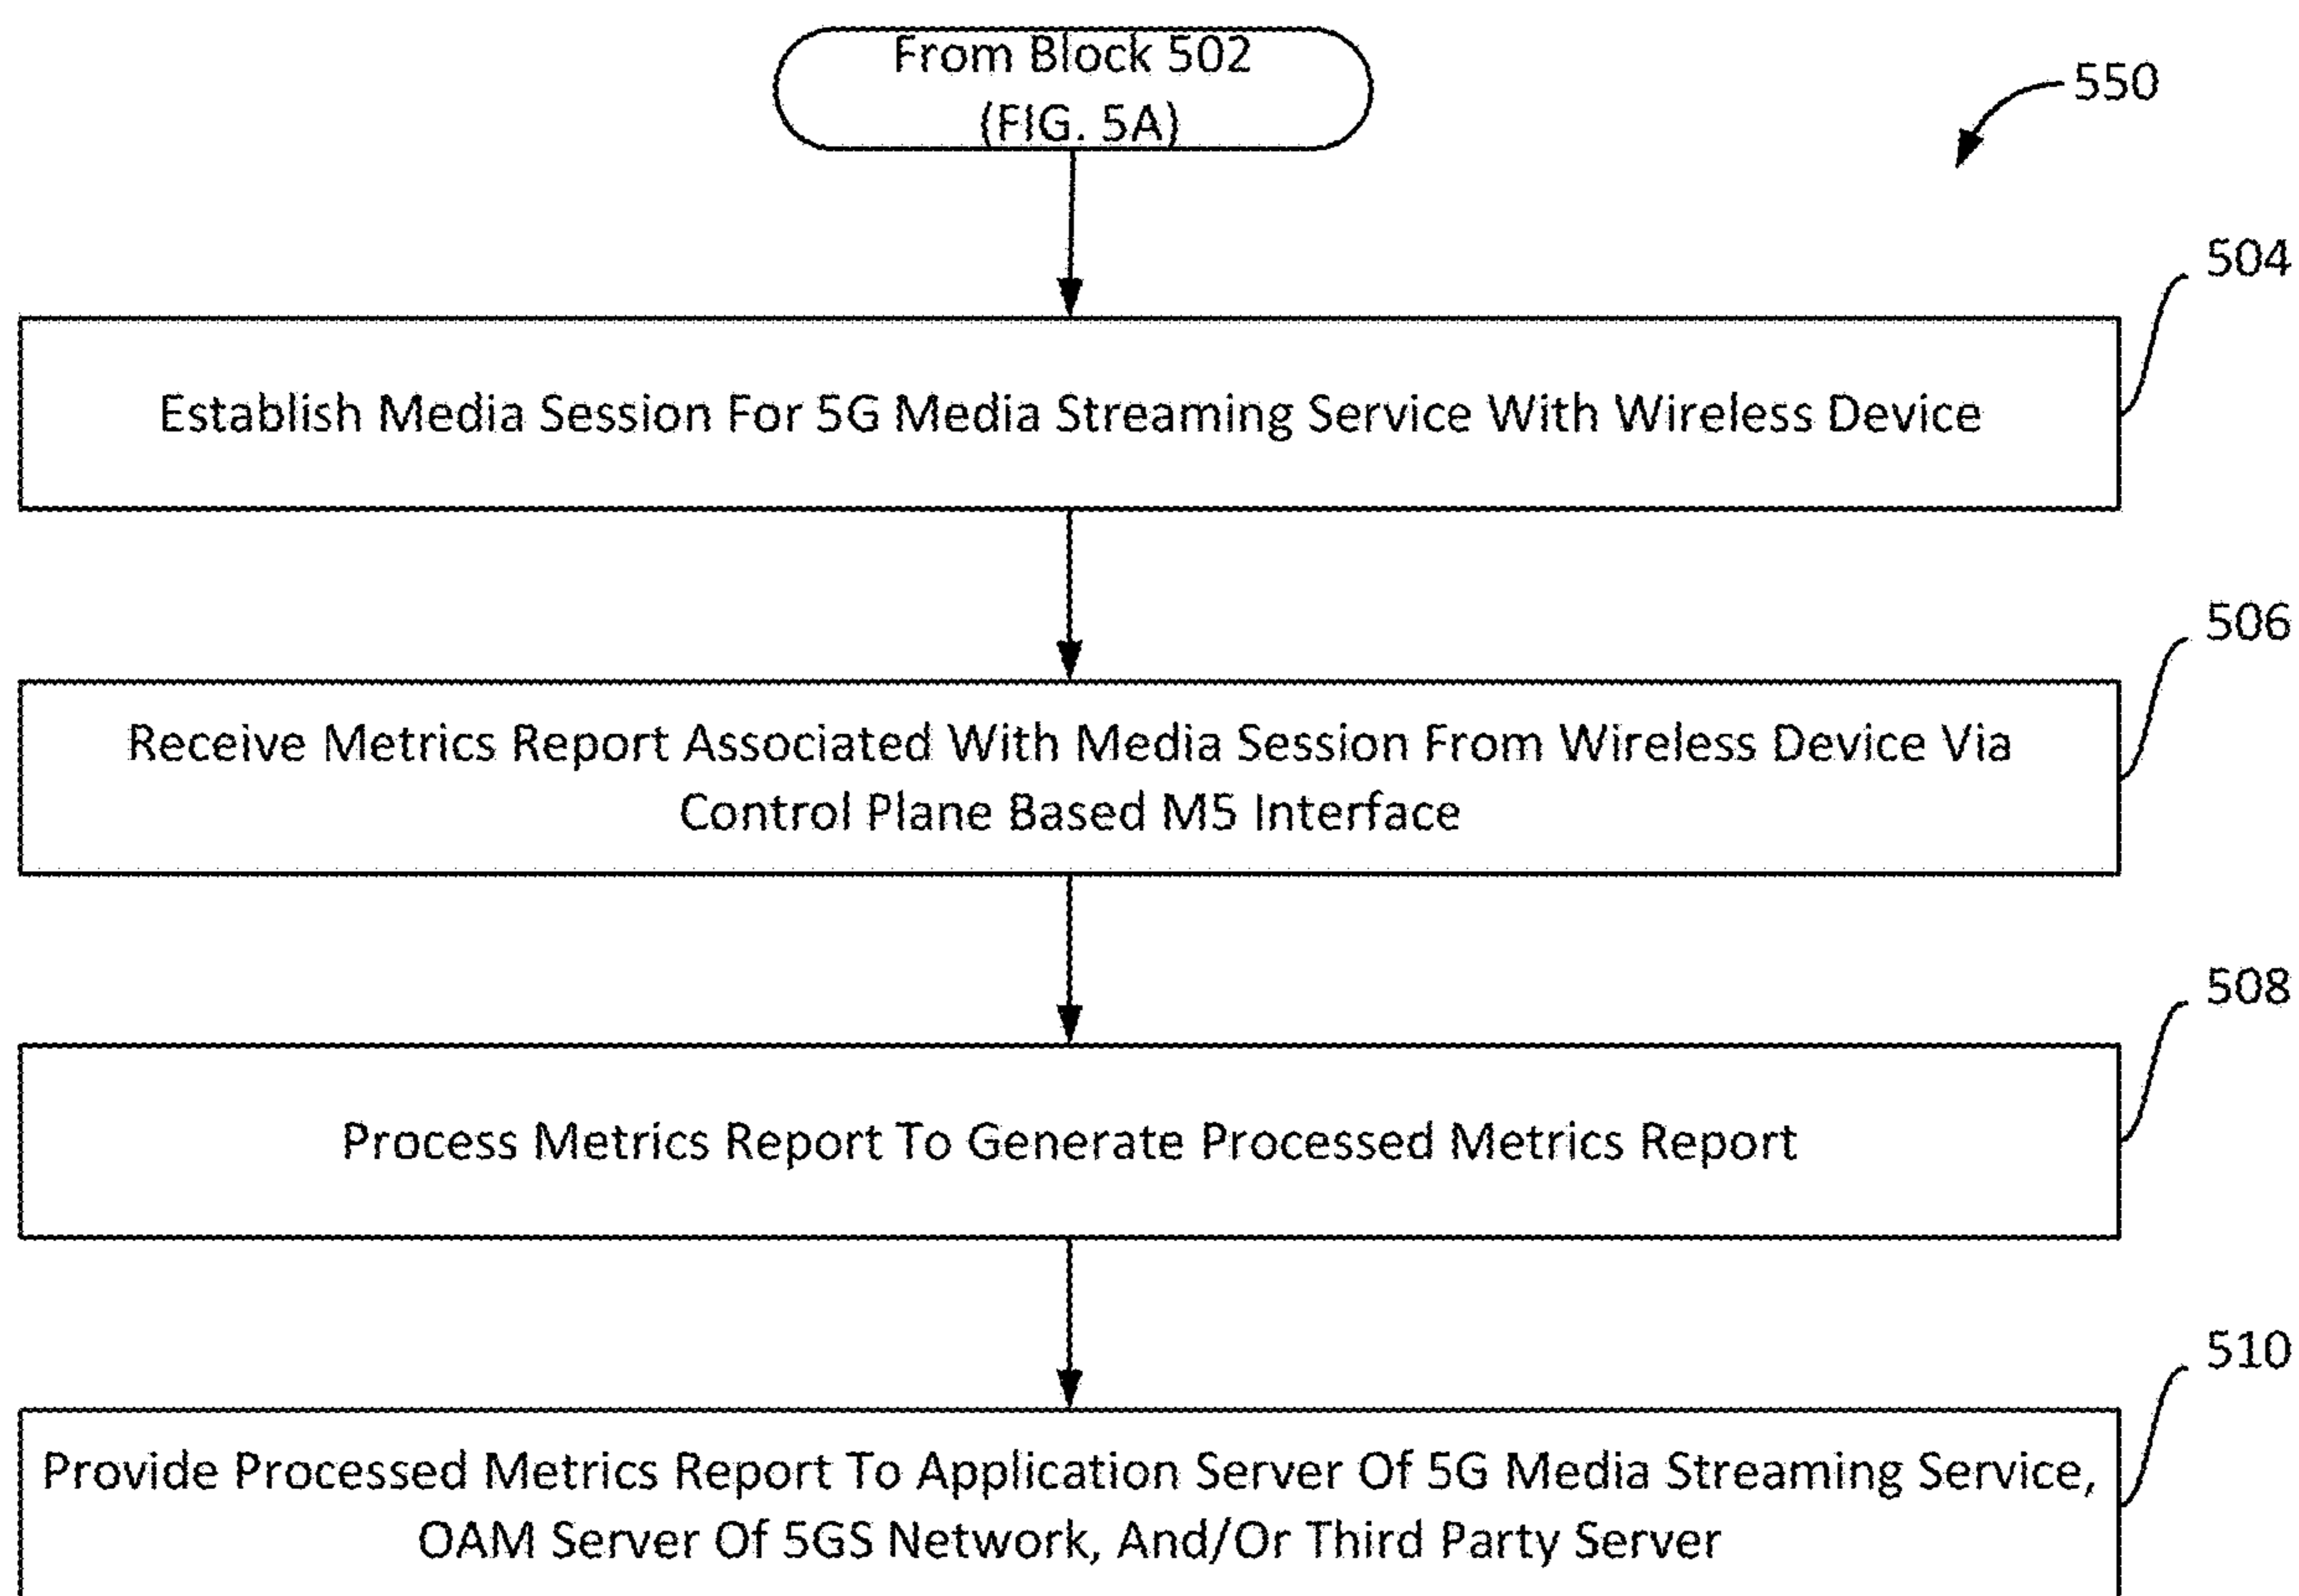 From Block 502
(FIG. 5A)
550
504
Establish Media Session For 5G Media Streaming Service With Wireless Device
506
Receive Metrics Report Associated With Media Session From Wireless Device Via
Control Plane Based M5 Interface
508
Process Metrics Report To Generate Processed Metrics Report
510
Provide Processed Metrics Report To Application Server Of 5G Media Streaming Service,
OAM Server Of 5GS Network, And/Or Third Party Server